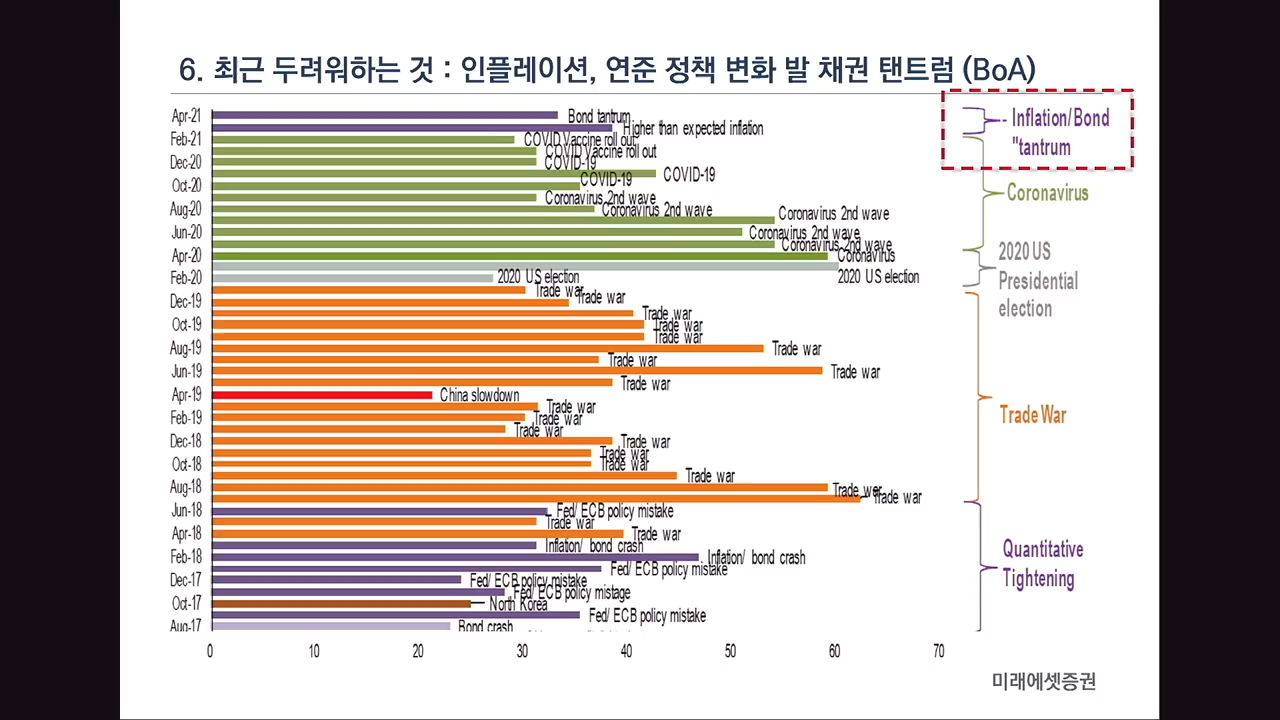 6. 최근 두려워하는 것 : 인플레이션, 연준 정책 변화 발 채권 탠트럼 (BoA)
Apr-21
Bond tantrum
Higher than expected inflation
Feb-21
COVID Vaccine roll out
COVID Vaccine roll out
Dec-20
COVID-19
COVID-19
Oct-20
COVID-19
Coronavirus 2nd wave
Aug-20
Coronavirus 2nd wave
Coronavirus 2nd wave
Jun-20
Coronavirus 2nd wave
Coronavirus 2nd wave
Apr-20
Coronavirus
2020 US election
Feb-20
2020 US election
Trade war
Dec-19
Trade war
Trade war
Oct-19
Trade war
Trade war
Aug-19
Trade war
Trade war
Jun-19
Trade war
Trade war
Apr-19
China slowdown
Trade war
Feb-19
Trade war
Trade war
Dec-18
Trade war
Trade war
Oct-18
Trade war
Trade war
Aug-18
Trade war
Trade war
Jun-18
Fed/ ECB policy mistake
Trade war
Apr-18
Trade war
Inflation/ bond crash
Feb-18
Inflation/ bond crash
Fed/ ECB policy mistake
Dec-17
Fed/ ECB policy mistake
Fed/ ECB policy mistage
Oct-17
North Korea
Fed/ ECB policy mistake
Aug-17
Bond crash
0 10 20 30 40 50 60 70
- Inflation/Bond
"tantrum
Coronavirus
2020 US
Presidential
election
Trade War
Quantitative
Tightening
미래에셋증권